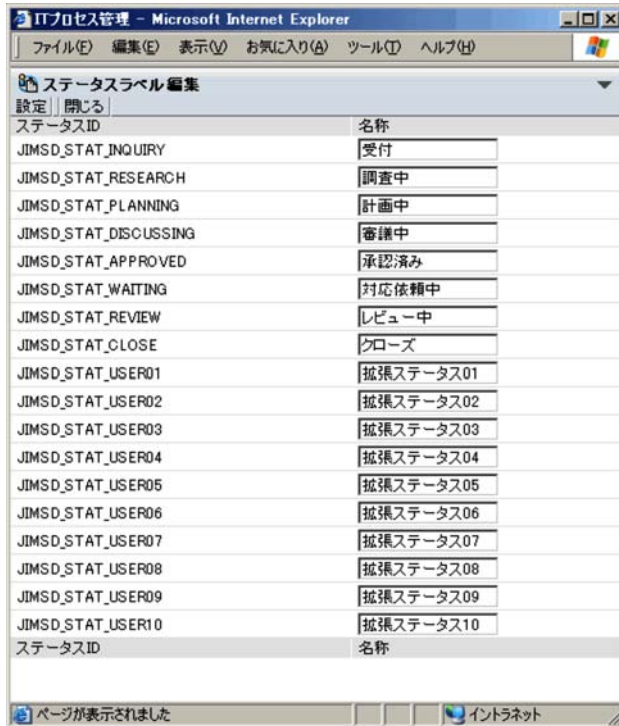 ITプロセス管理 - Microsoft Internet Explorer
ファイル(F) 編集(E) 表示(V) お気に入り(A) ツール(T) ヘルプ(H)
ステータスラベル編集
設定 閉じる
ステータスID 名称
JIMSD_STAT_INQUIRY 受付
JIMSD_STAT_RESEARCH 調査中
JIMSD_STAT_PLANNING 計画中
JIMSD_STAT_DISCUSSING 審議中
JIMSD_STAT_APPROVED 承認済み
JIMSD_STAT_WAITING 対応依頼中
JIMSD_STAT_REVIEW レビュー中
JIMSD_STAT_CLOSE クローズ
JIMSD_STAT_USER01 拡張ステータス01
JIMSD_STAT_USER02 拡張ステータス02
JIMSD_STAT_USER03 拡張ステータス03
JIMSD_STAT_USER04 拡張ステータス04
JIMSD_STAT_USER05 拡張ステータス05
JIMSD_STAT_USER06 拡張ステータス06
JIMSD_STAT_USER07 拡張ステータス07
JIMSD_STAT_USER08 拡張ステータス08
JIMSD_STAT_USER09 拡張ステータス09
JIMSD_STAT_USER10 拡張ステータス10
ステータスID 名称
ページが表示されました イントラネット